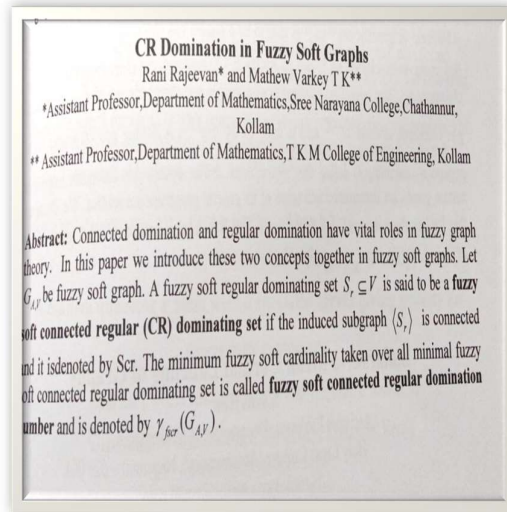 CR Domination in Fuzzy Soft Graphs
Rani Rajeevan* and Mathew Varkey T K**
*Assistant Professor,Department of Mathematics,Sree Narayana College,Chathannur,
Kollam
** Assistant Professor,Department of Mathematics,T K M College of Engineering, Kollam
Abstract: Connected domination and regular domination have vital roles in fuzzy graph
theory. In this paper we introduce these two concepts together in fuzzy soft graphs. Let
G_{A,V} be fuzzy soft graph. A fuzzy soft regular dominating set S_r ⊆V is said to be a fuzzy
soft connected regular (CR) dominating set if the induced subgraph ⟨S_r⟩ is connected
and it isdenoted by Scr. The minimum fuzzy soft cardinality taken over all minimal fuzzy
oft connected regular dominating set is called fuzzy soft connected regular domination
umber and is denoted by γ_{fscr}(G_{A,V}).